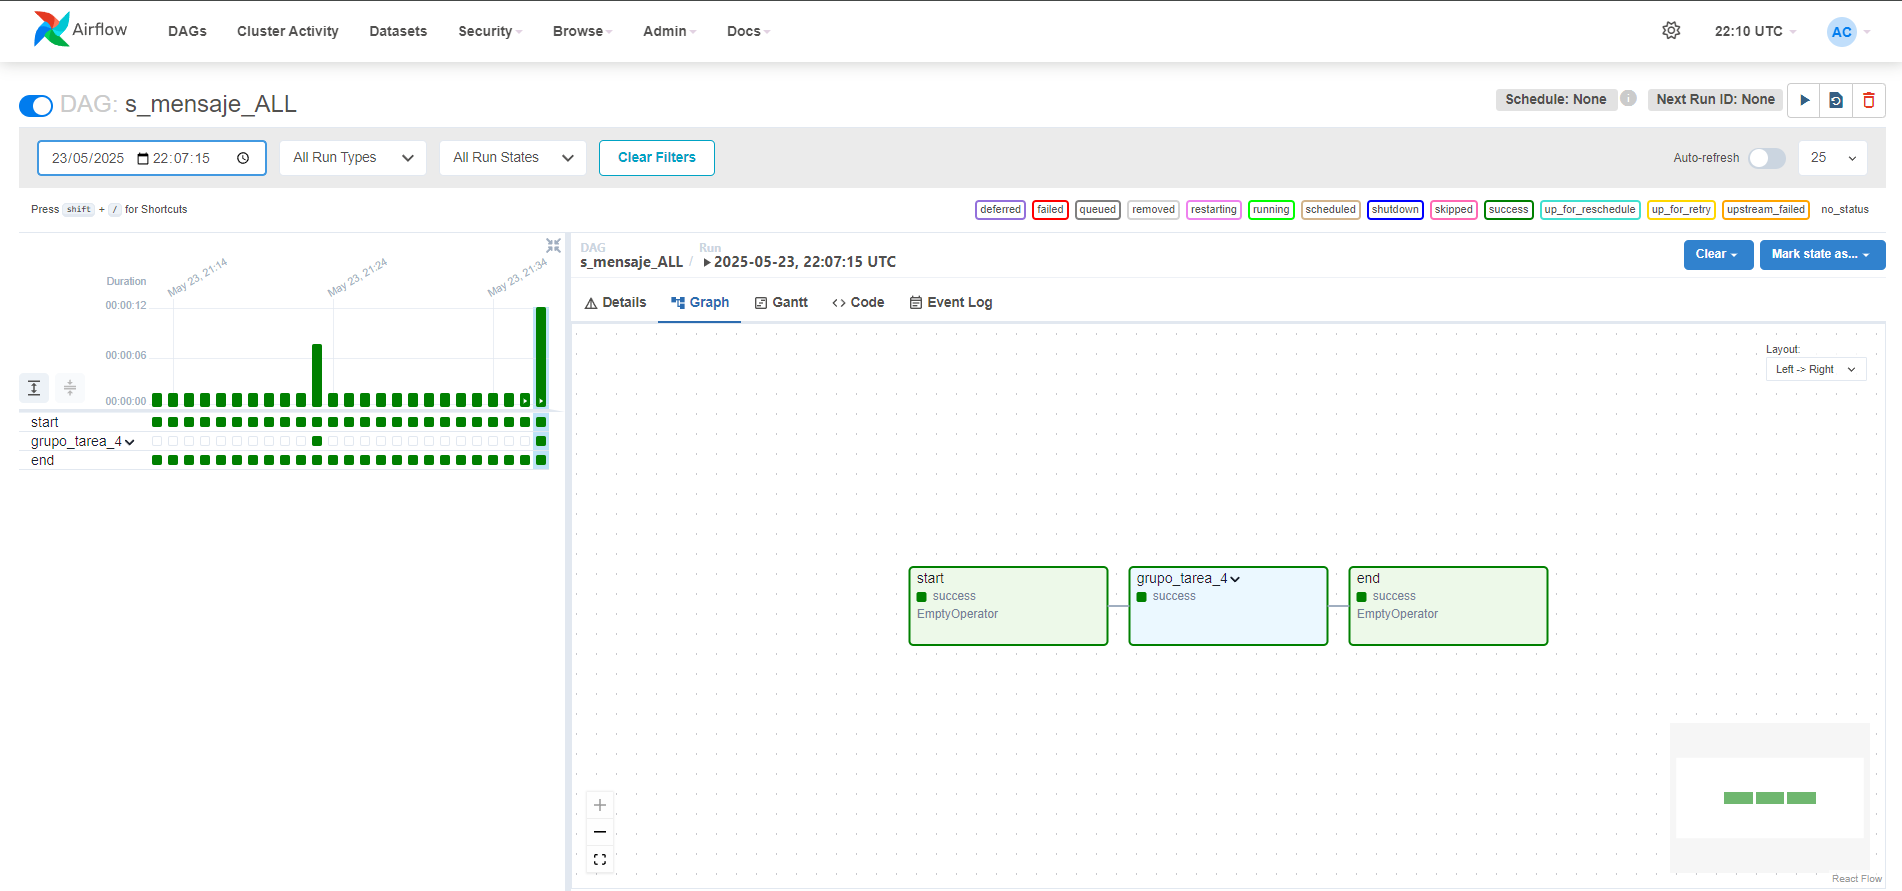 Airflow DAGs Cluster Activity Datasets Security Browse Admin Docs 22:10 UTC AC
DAG: s_mensaje_ALL Schedule: None i Next Run ID: None
23/05/2025 22:07:15 All Run Types All Run States Clear Filters Auto-refresh 25
Press shift + / for Shortcuts deferred failed queued removed restarting running scheduled shutdown skipped success up_for_reschedule up_for_retry upstream_failed no_status
Duration
May 23, 21:14
May 23, 21:24
May 23, 21:34
00:00:12
00:00:06
00:00:00
start
grupo_tarea_4
end
DAG Run
s_mensaje_ALL / 2025-05-23, 22:07:15 UTC Clear Mark state as...
Details Graph Gantt Code Event Log
Layout:
Left -> Right
start
success
EmptyOperator
grupo_tarea_4
success
end
success
EmptyOperator
React Flow